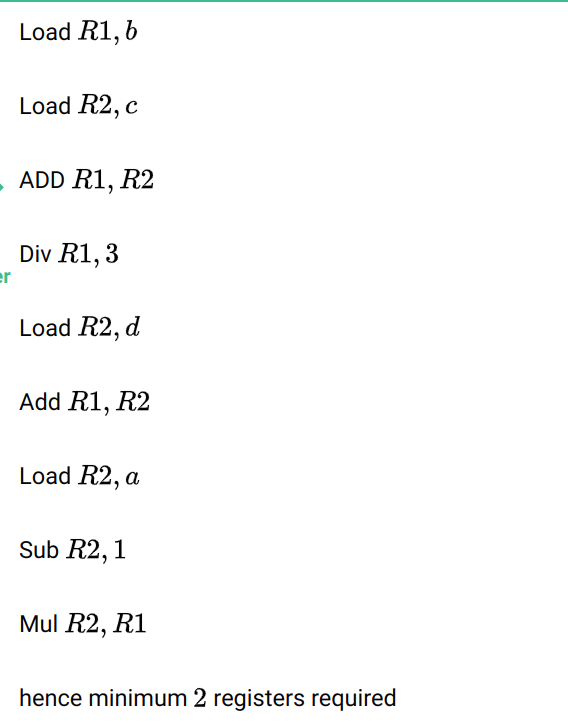 Load R1, b
Load R2, c
ADD R1, R2
Div R1, 3
er
Load R2, d
Add R1, R2
Load R2, a
Sub R2, 1
Mul R2, R1
hence minimum 2 registers required